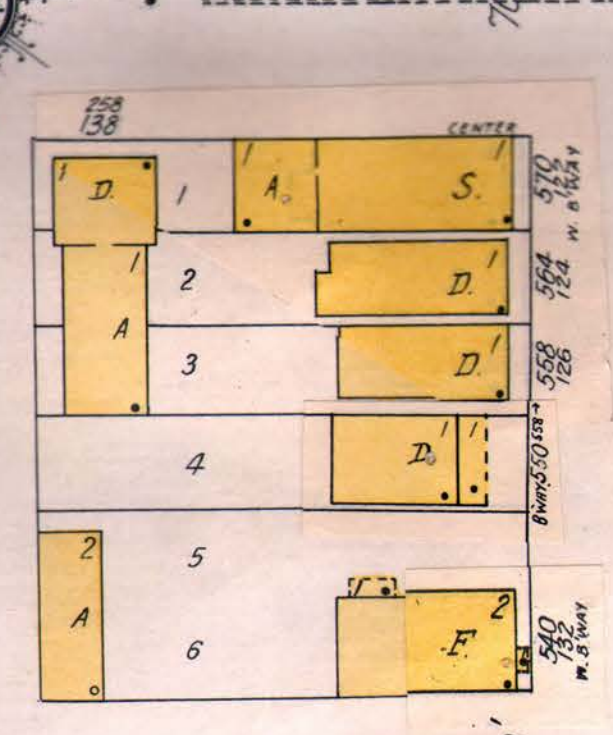 258
138
CENTER
1 D. 1 1 A. 1 S.
570
122
W. B'WAY
1 2 D. 1
564
124
A 3 D. 1
558
126
4 D. 1 1
B'WAY 550 558→
2 5
A 6 1 2 F.
540
132
W. B'WAY